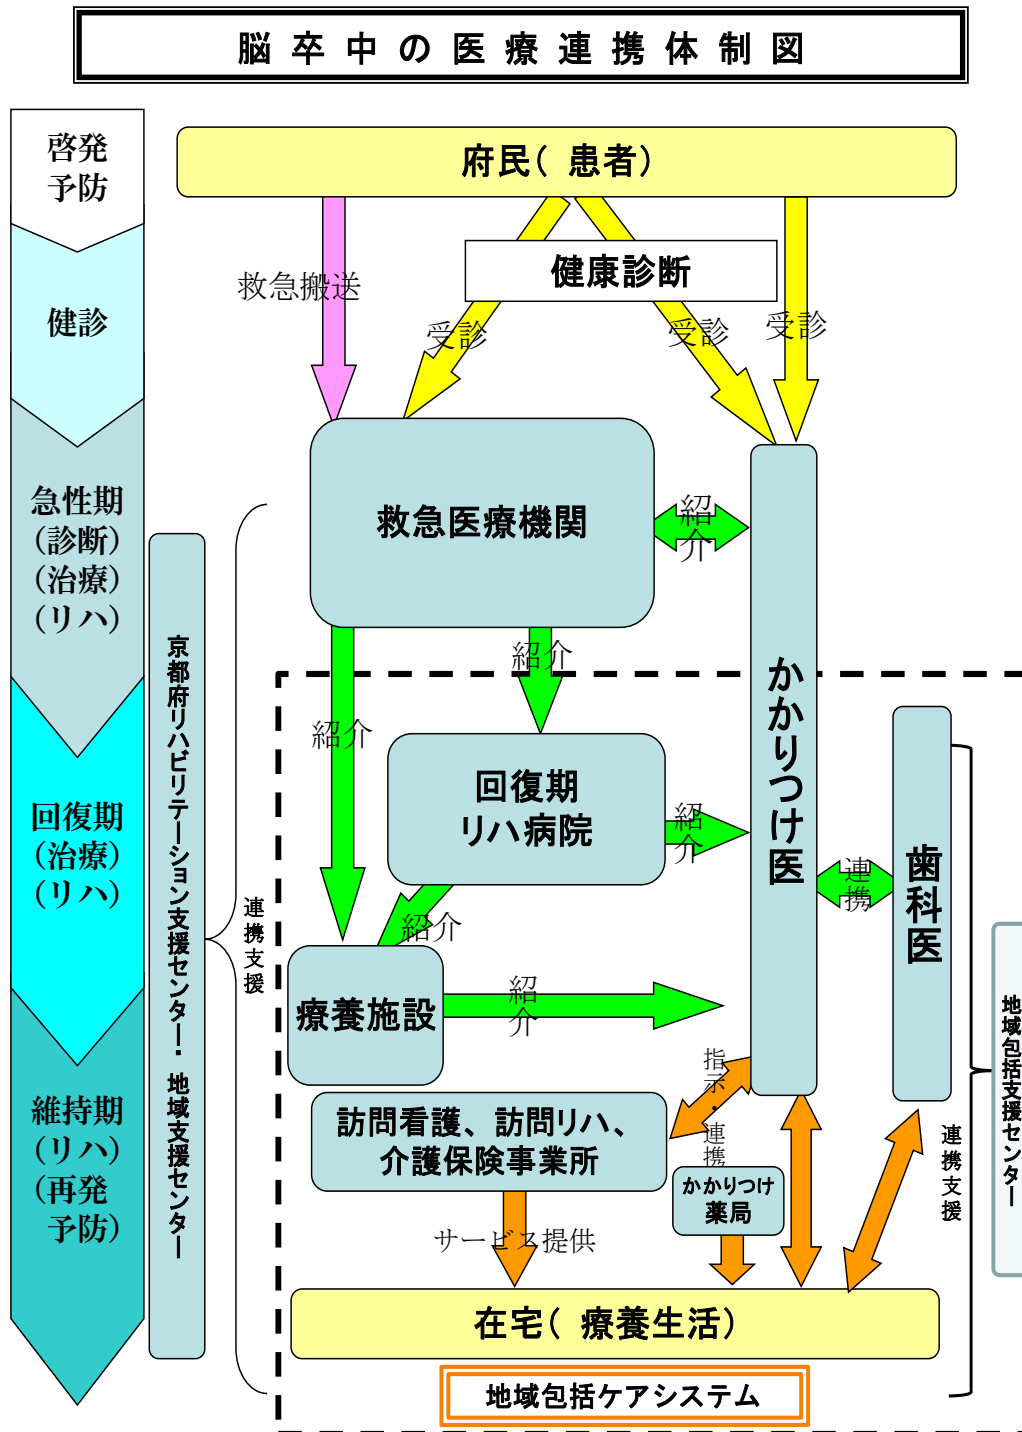 脳卒中の医療連携体制図
啓発
予防
府民(患者)
健康診断
救急搬送
受診
受診
受診
健診
急性期
(診断)
(治療)
(リハ)
救急医療機関
紹
介
紹介
紹介
京都府リハビリテーション支援センター・地域支援センター
連携支援
かかりつけ医
回復期
(治療)
(リハ)
回復期
リハ病院
紹
介
連
携
歯科医
紹介
療養施設
紹
介
地域包括支援センター
連携支援
維持期
(リハ)
(再発
予防)
指示・連携
訪問看護、訪問リハ、
介護保険事業所
かかりつけ
薬局
サービス提供
在宅(療養生活)
地域包括ケアシステム